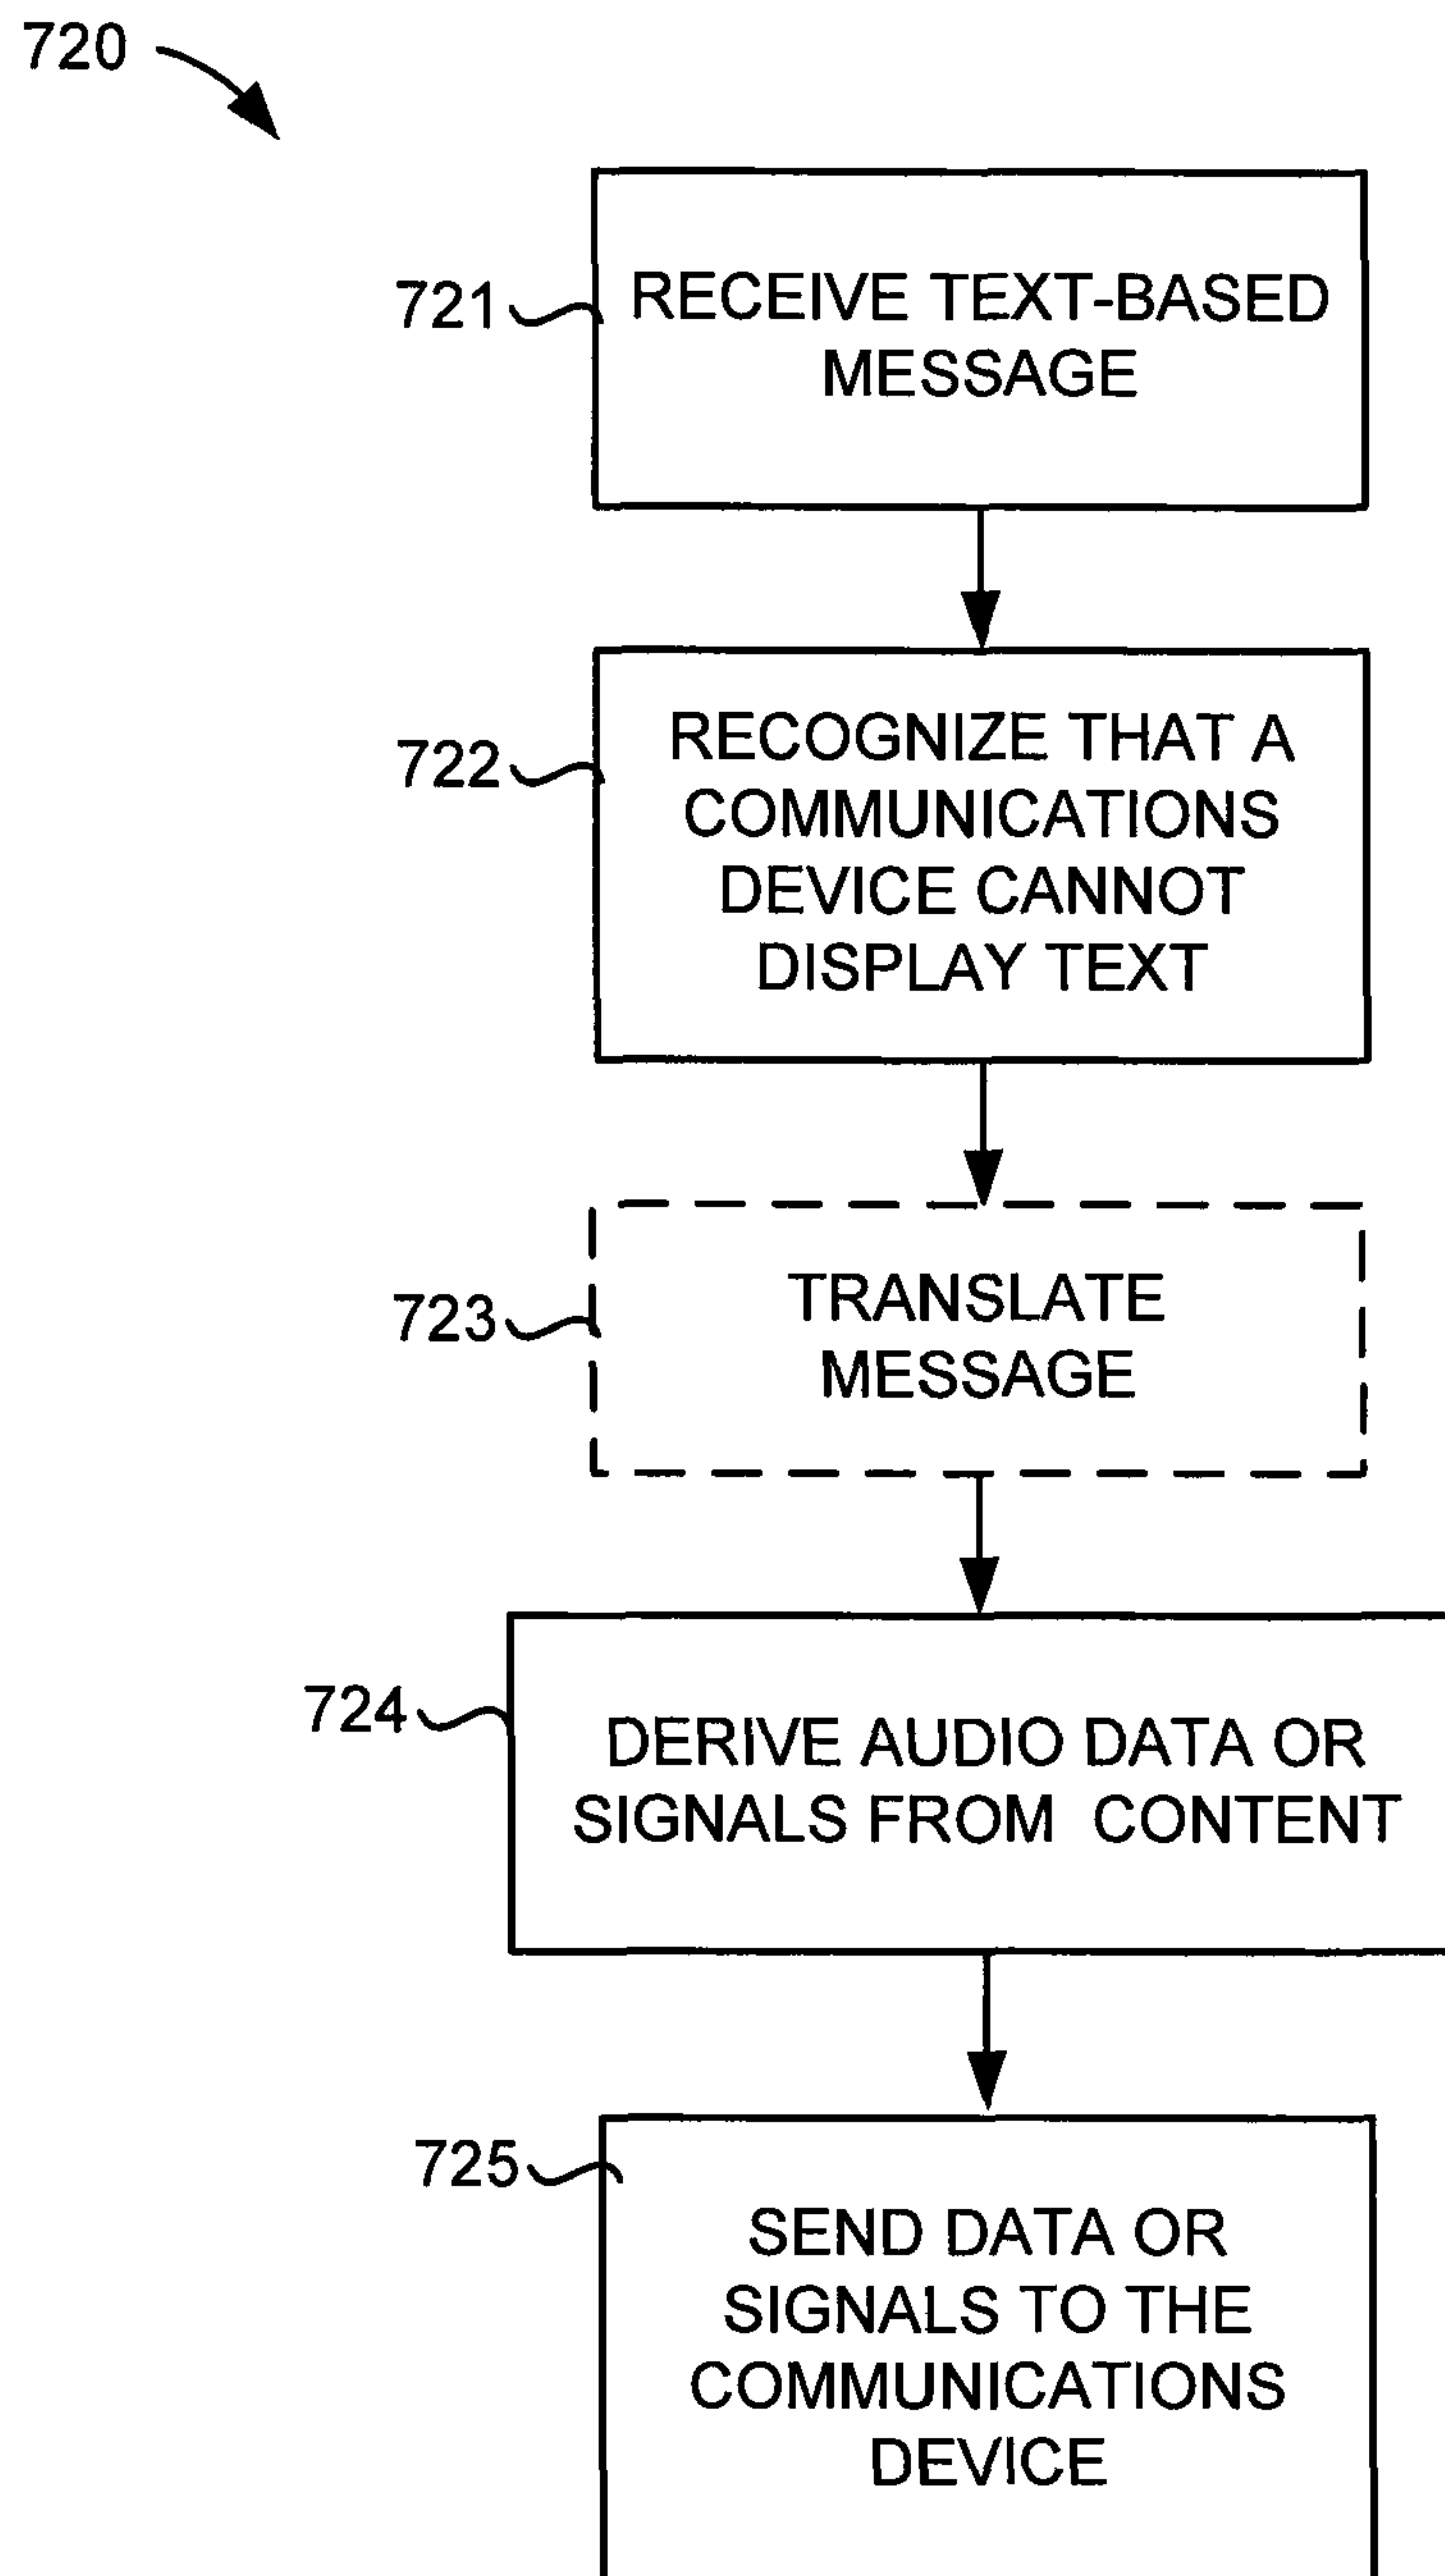 720
721
RECEIVE TEXT-BASED
MESSAGE
722
RECOGNIZE THAT A
COMMUNICATIONS
DEVICE CANNOT
DISPLAY TEXT
723
TRANSLATE
MESSAGE
724
DERIVE AUDIO DATA OR
SIGNALS FROM CONTENT
725
SEND DATA OR
SIGNALS TO THE
COMMUNICATIONS
DEVICE